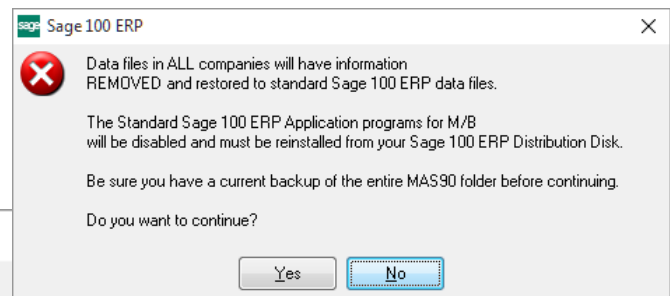 sage Sage 100 ERP
Data files in ALL companies will have information
REMOVED and restored to standard Sage 100 ERP data files.
The Standard Sage 100 ERP Application programs for M/B
will be disabled and must be reinstalled from your Sage 100 ERP Distribution Disk.
Be sure you have a current backup of the entire MAS90 folder before continuing.
Do you want to continue?
Yes No